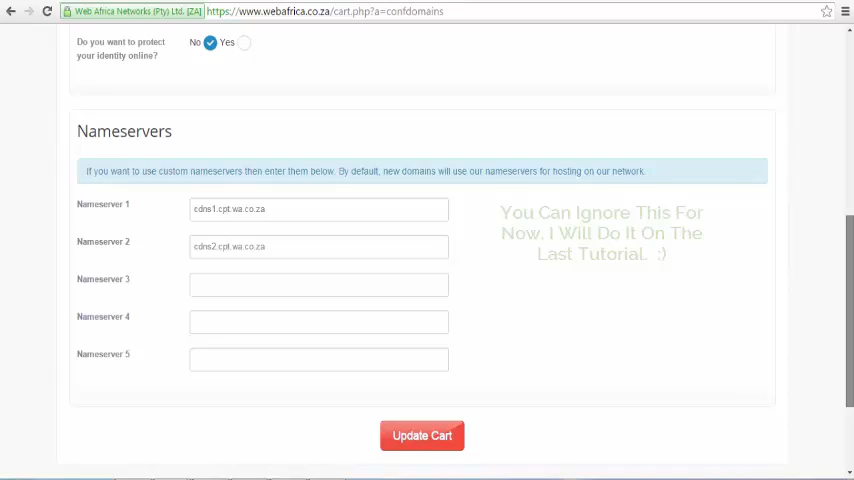 Web Africa Networks (Pty) Ltd. [ZA] https://www.webafrica.co.za/cart.php?a=confdomains
Do you want to protect No Yes
your identity online?
Nameservers
If you want to use custom nameservers then enter them below. By default, new domains will use our nameservers for hosting on our network.
Nameserver 1 cdns1.cpt.wa.co.za
Nameserver 2 cdns2.cpt.wa.co.za
Nameserver 3
Nameserver 4
Nameserver 5
You Can Ignore This For
Now, I Will Do It On The
Last Tutorial. :)
Update Cart